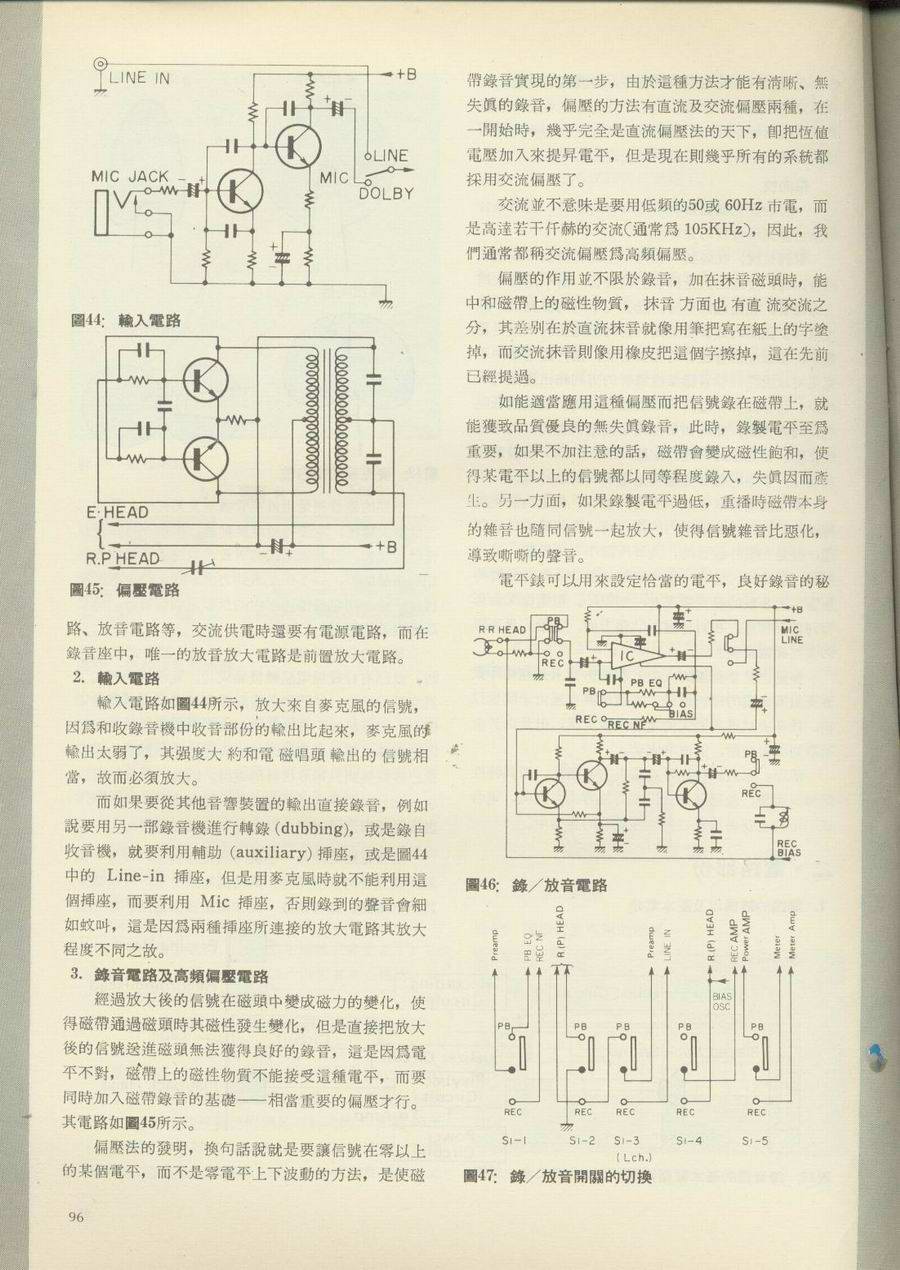 LINE IN
+B
MIC JACK
LINE
MIC
DOLBY
圖44: 輸入電路
E·HEAD
+B
R.P HEAD
圖45: 偏壓電路
路、放音電路等，交流供電時還要有電源電路，而在
錄音座中，唯一的放音放大電路是前置放大電路。
2. 輸入電路
輸入電路如圖44所示，放大來自麥克風的信號，
因爲和收錄音機中收音部份的輸出比起來，麥克風的
輸出太弱了，其强度大約和電磁唱頭輸出的信號相
當，故而必須放大。
而如果要從其他音響裝置的輸出直接錄音，例如
說要用另一部錄音機進行轉錄 (dubbing)，或是錄自
收音機，就要利用輔助 (auxiliary) 插座，或是圖44
中的 Line-in 插座，但是用麥克風時就不能利用這
個插座，而要利用 Mic 插座，否則錄到的聲音會細
如蚊叫，這是因爲兩種插座所連接的放大電路其放大
程度不同之故。
3. 錄音電路及高頻偏壓電路
經過放大後的信號在磁頭中變成磁力的變化，使
得磁帶通過磁頭時其磁性發生變化，但是直接把放大
後的信號送進磁頭無法獲得良好的錄音，這是因爲電
平不對，磁帶上的磁性物質不能接受這種電平，而要
同時加入磁帶錄音的基礎——相當重要的偏壓才行。
其電路如圖45所示。
偏壓法的發明，換句話說就是要讓信號在零以上
的某個電平，而不是零電平上下波動的方法，是使磁
96
帶錄音實現的第一步，由於這種方法才能有淸晰、無
失眞的錄音，偏壓的方法有直流及交流偏壓兩種，在
一開始時，幾乎完全是直流偏壓法的天下，卽把恆値
電壓加入來提昇電平，但是現在則幾乎所有的系統都
採用交流偏壓了。
交流並不意味是要用低頻的50或 60Hz 市電，而
是高達若干仟赫的交流(通常爲 105KHz)，因此，我
們通常都稱交流偏壓爲高頻偏壓。
偏壓的作用並不限於錄音，加在抹音磁頭時，能
中和磁帶上的磁性物質，抹音方面也有直流交流之
分，其差別在於直流抹音就像用筆把寫在紙上的字塗
掉，而交流抹音則像用橡皮把這個字擦掉，這在先前
已經提過。
如能適當應用這種偏壓而把信號錄在磁帶上，就
能獲致品質優良的無失眞錄音，此時，錄製電平至爲
重要，如果不加注意的話，磁帶會變成磁性飽和，使
得某電平以上的信號都以同等程度錄入，失眞因而產
生。另一方面，如果錄製電平過低，重播時磁帶本身
的雜音也隨同信號一起放大，使得信號雜音比惡化，
導致嘶嘶的聲音。
電平錶可以用來設定恰當的電平，良好錄音的秘
R·R HEAD
PB
REC
IC
+B
MIC
LINE
PB EQ
PB
BIAS
REC
REC NF
PB
REC
REC
BIAS
圖46: 錄／放音電路
Preamp
PB EQ
REC NF
R (P) HEAD
Preamp
LINE IN
R (P) HEAD
REC AMP
Power AMP
Meter
Meter Amp
BIAS
OSC
PB PB PB PB PB
REC REC REC REC REC
S1-1 S1-2 S1-3 S1-4 S1-5
(Lch.)
圖47: 錄／放音開關的切換